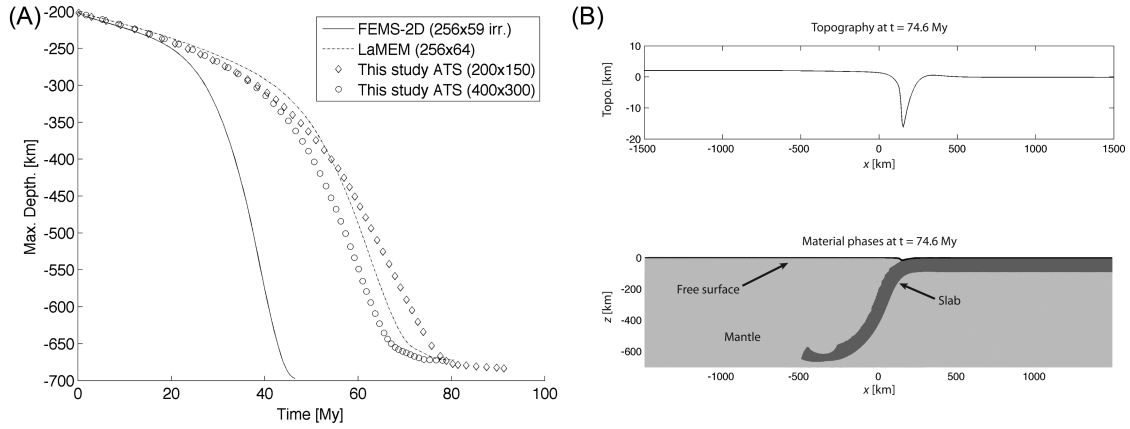 (A)
FEMS-2D (256x59 irr.)
LaMEM (256x64)
This study ATS (200x150)
This study ATS (400x300)
Max. Depth. [km]
-200
-250
-300
-350
-400
-450
-500
-550
-600
-650
-700
0 20 40 60 80 100
Time [My]
(B)
Topography at t = 74.6 My
Topo. [km]
10
0
-10
-20
-1500 -1000 -500 0 500 1000 1500
x [km]
Material phases at t = 74.6 My
z [km]
0
-200
-400
-600
Free surface
Slab
Mantle
-1000 -500 0 500 1000
x [km]